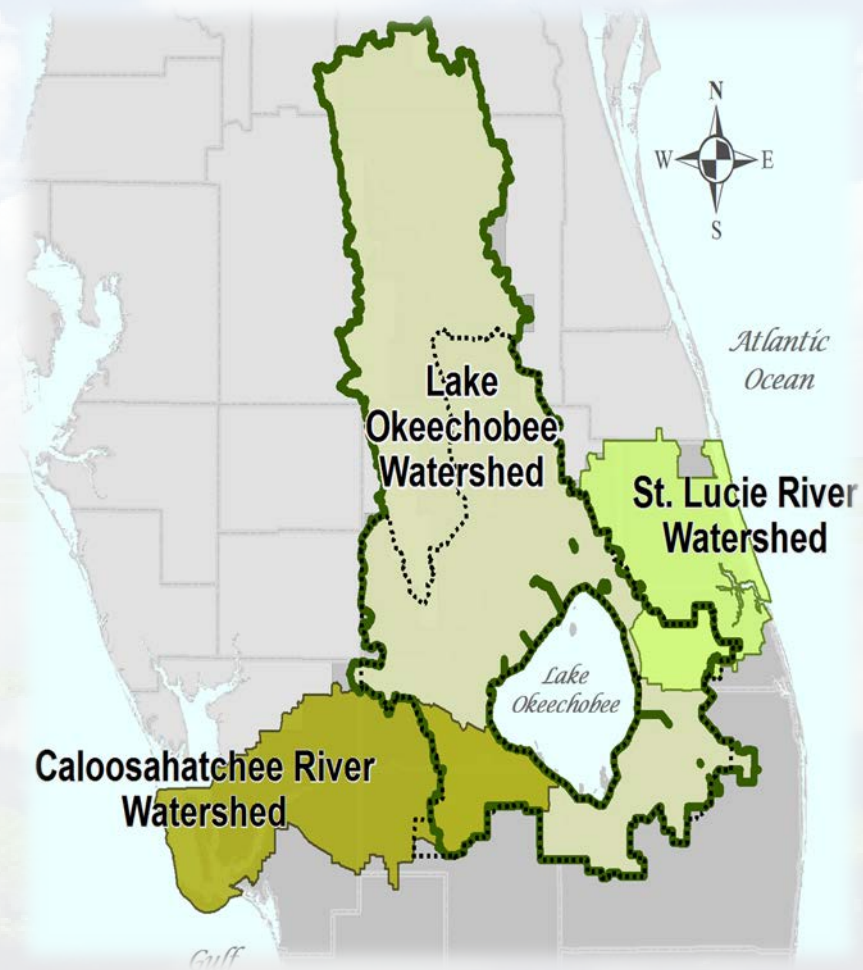 N
W E
S
Atlantic
Ocean
Lake
Okeechobee
Watershed
St. Lucie River
Watershed
Lake
Okeechobee
Caloosahatchee River
Watershed
Gulf